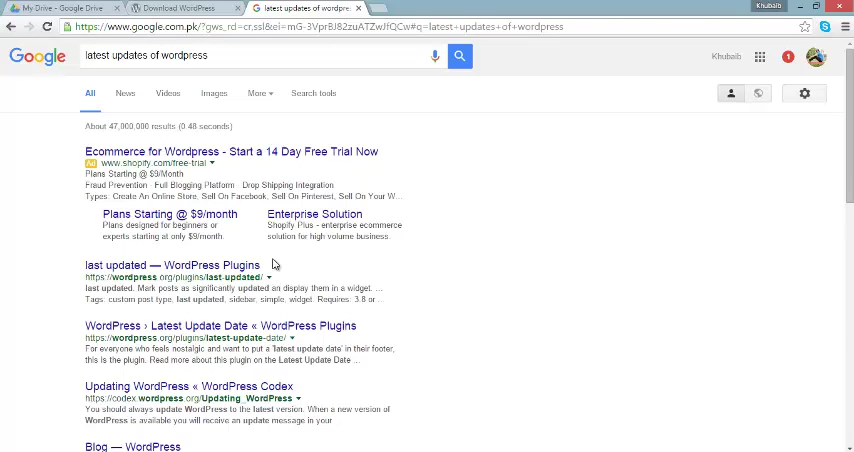 Khubaib
My Drive - Google Drive
Download WordPress
latest updates of wordpre
https://www.google.com.pk/?gws_rd=cr,ssl&ei=mG-3VprBJ82zuATZwJfQCw#q=latest+updates+of+wordpress
Google
latest updates of wordpress
Khubaib
1
All News Videos Images More Search tools
About 47,000,000 results (0.48 seconds)
Ecommerce for Wordpress - Start a 14 Day Free Trial Now
Ad www.shopify.com/free-trial
Plans Starting @ $9/Month
Fraud Prevention · Full Blogging Platform · Drop Shipping Integration
Types: Create An Online Store, Sell On Facebook, Sell On Pinterest, Sell On Your W...
Plans Starting @ $9/month
Plans designed for beginners or
experts starting at only $9/month.
Enterprise Solution
Shopify Plus - enterprise ecommerce
solution for high volume business.
last updated — WordPress Plugins
https://wordpress.org/plugins/last-updated/
last updated. Mark posts as significantly updated an display them in a widget. ...
Tags: custom post type, last updated, sidebar, simple, widget. Requires: 3.8 or ...
WordPress › Latest Update Date « WordPress Plugins
https://wordpress.org/plugins/latest-update-date/
For everyone who feels nostalgic and want to put a 'latest update date' in their footer,
this is the plugin. Read more about this plugin on the Latest Update Date ...
Updating WordPress « WordPress Codex
https://codex.wordpress.org/Updating_WordPress
You should always update WordPress to the latest version. When a new version of
WordPress is available you will receive an update message in your
Blog — WordPress